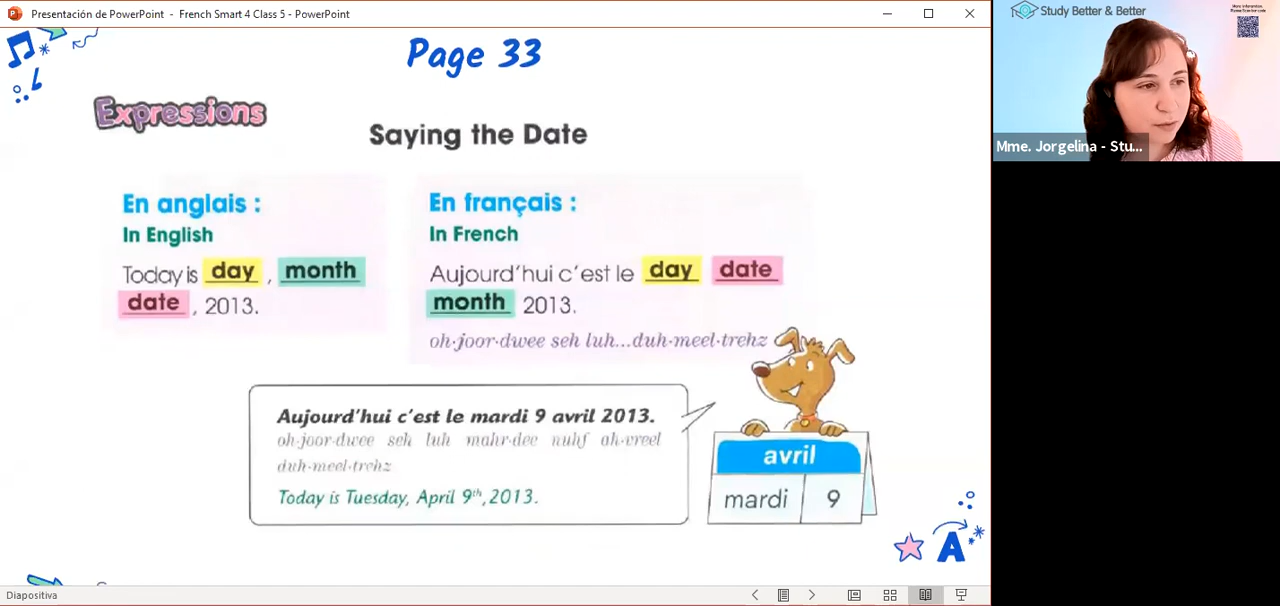 Presentación de PowerPoint - French Smart 4 Class 5 - PowerPoint
Study Better & Better
Page 33
Expressions
Saying the Date
Mme. Jorgelina - Stu...
En anglais :
In English
Today is day , month
date , 2013.
En français :
In French
Aujourd'hui c'est le day date
month 2013.
oh·joor·dwee seh luh...duh·meel·trehz
Aujourd'hui c'est le mardi 9 avril 2013.
oh·joor·dwee seh luh mahr·dee nuhf ah·vreel
duh·meel·trehz
Today is Tuesday, April 9th, 2013.
avril
mardi 9
A
Diapositiva